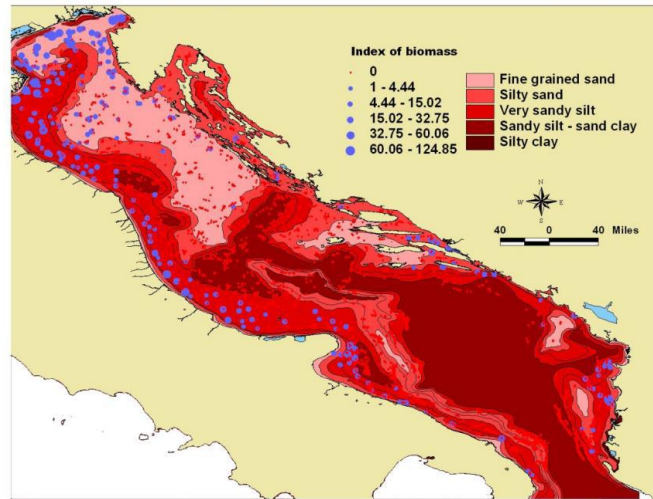 Index of biomass
0
1 - 4.44
4.44 - 15.02
15.02 - 32.75
32.75 - 60.06
60.06 - 124.85
Fine grained sand
Silty sand
Very sandy silt
Sandy silt - sand clay
Silty clay
N
W E
S
40 0 40 Miles